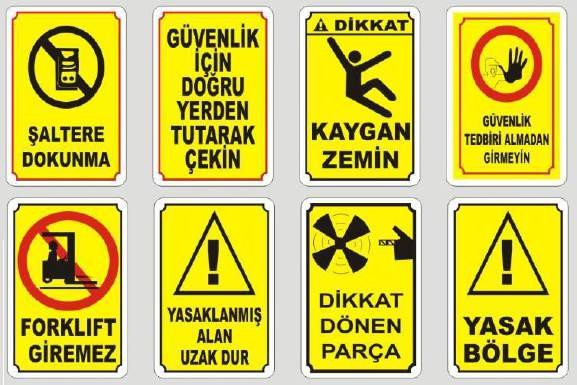 ŞALTERE
DOKUNMA
GÜVENLİK
İÇİN
DOĞRU
YERDEN
TUTARAK
ÇEKİN
DİKKAT
KAYGAN
ZEMİN
GÜVENLİK
TEDBİRİ ALMADAN
GİRMEYİN
FORKLIFT
GİREMEZ
YASAKLANMIŞ
ALAN
UZAK DUR
DİKKAT
DÖNEN
PARÇA
YASAK
BÖLGE